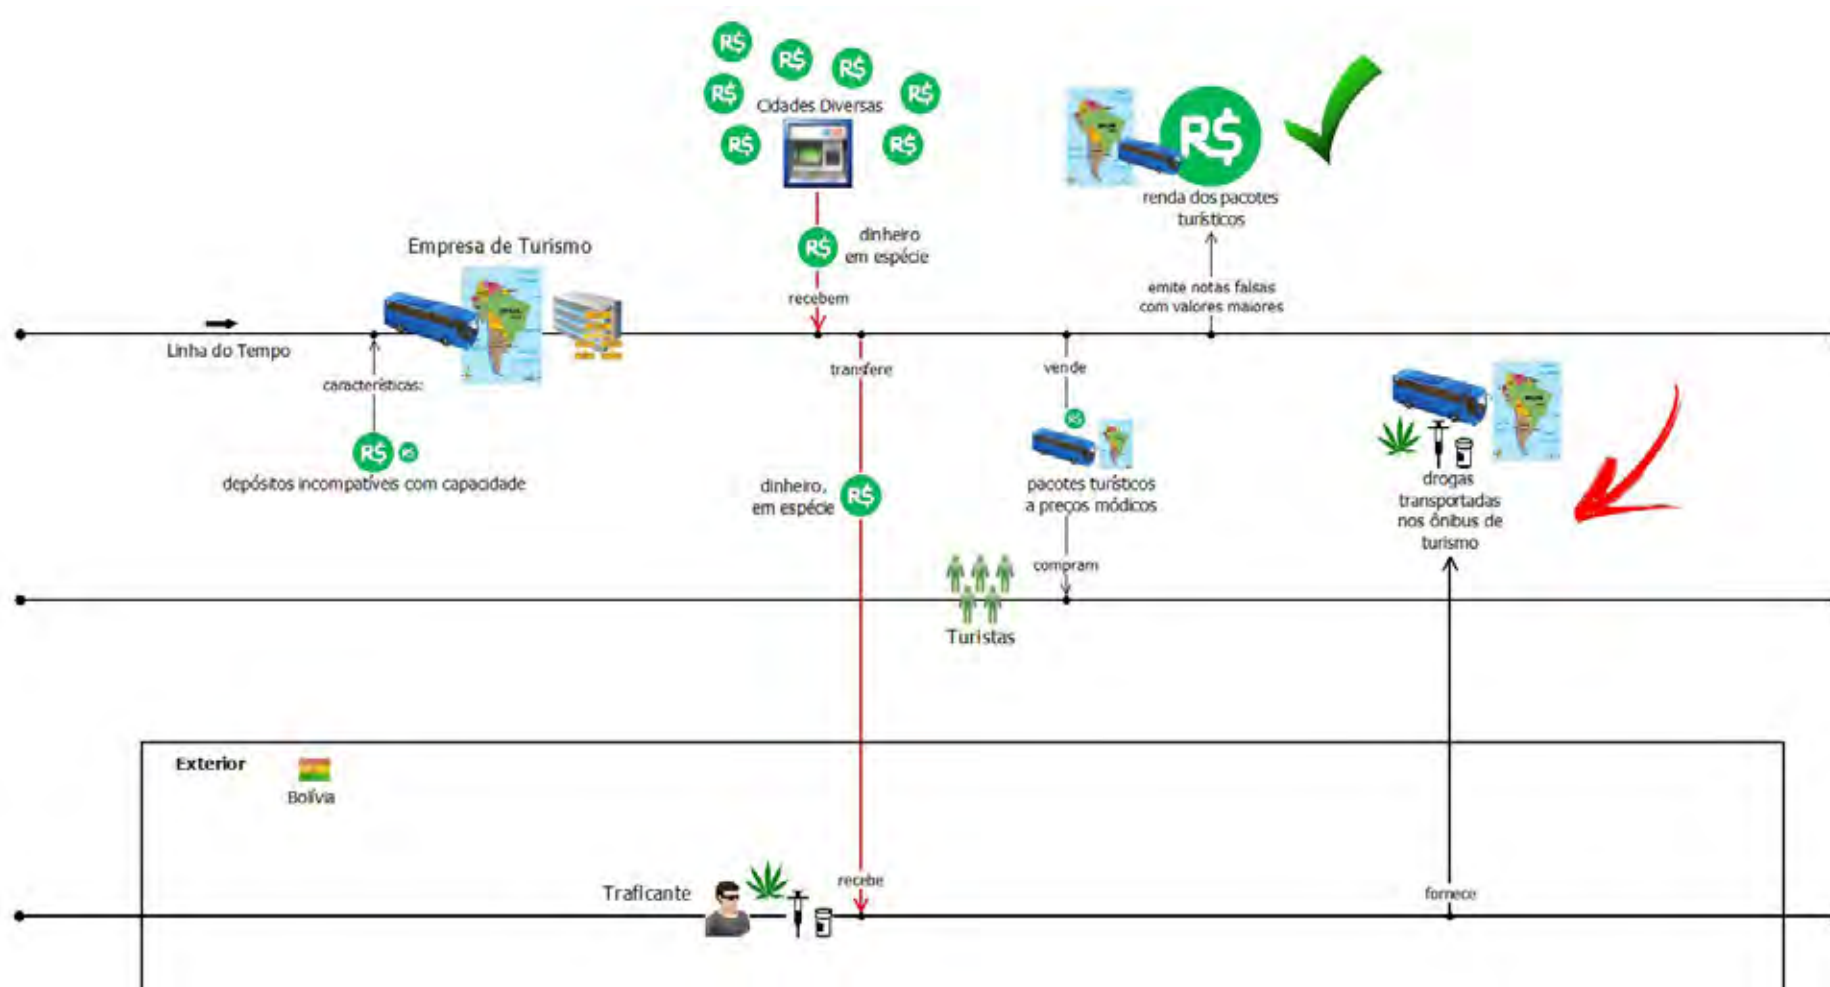 R$
R$
R$
R$
R$
Cidades Diversas
R$
R$
R$
R$
renda dos pacotes
turísticos
Empresa de Turismo
R$
dinheiro
em espécie
emite notas falsas
com valores maiores
recebem
Linha do Tempo
transfere
vende
características:
R$
R$
R$
depósitos incompatíveis com capacidade
dinheiro,
em espécie
R$
pacotes turísticos
a preços módicos
drogas
transportadas
nos ônibus de
turismo
compram
Turistas
Exterior
Bolívia
Traficante
recebe
fornece